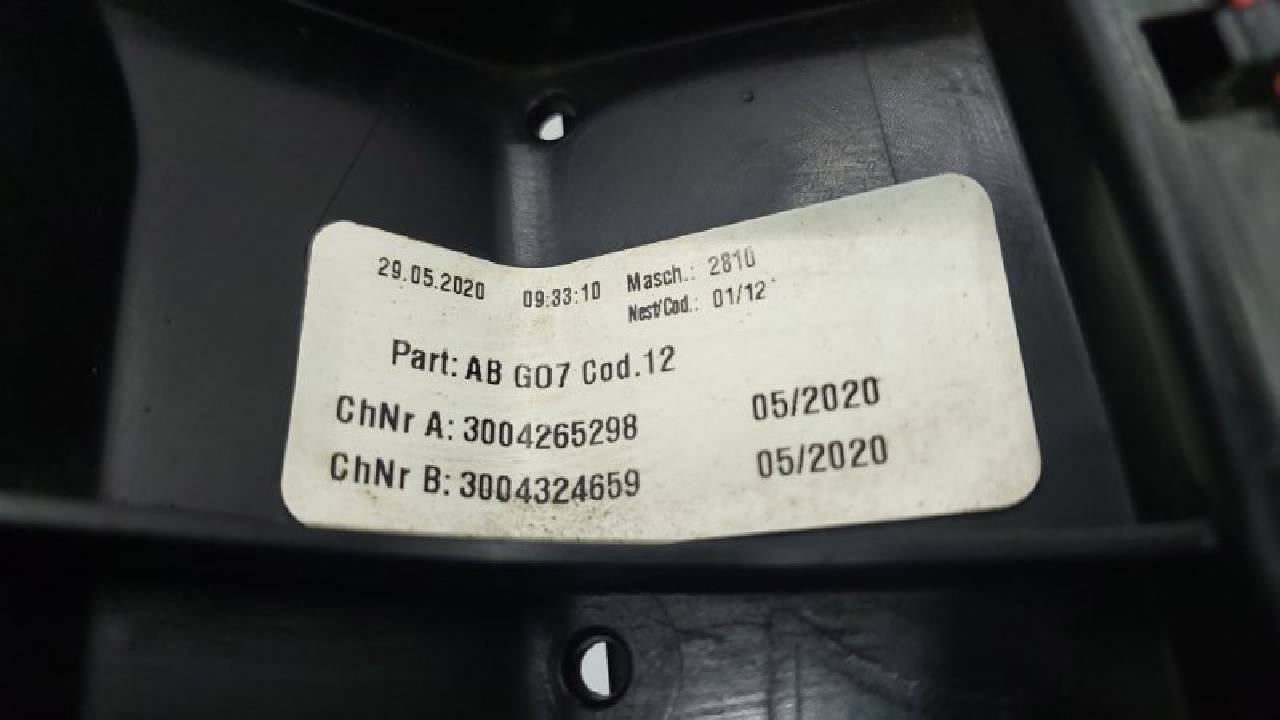 29.05.2020 09:33:10 Masch.: 2810
Nest/Cod.: 01/12
Part: AB G07 Cod.12
ChNr A: 3004265298 05/2020
ChNr B: 3004324659 05/2020